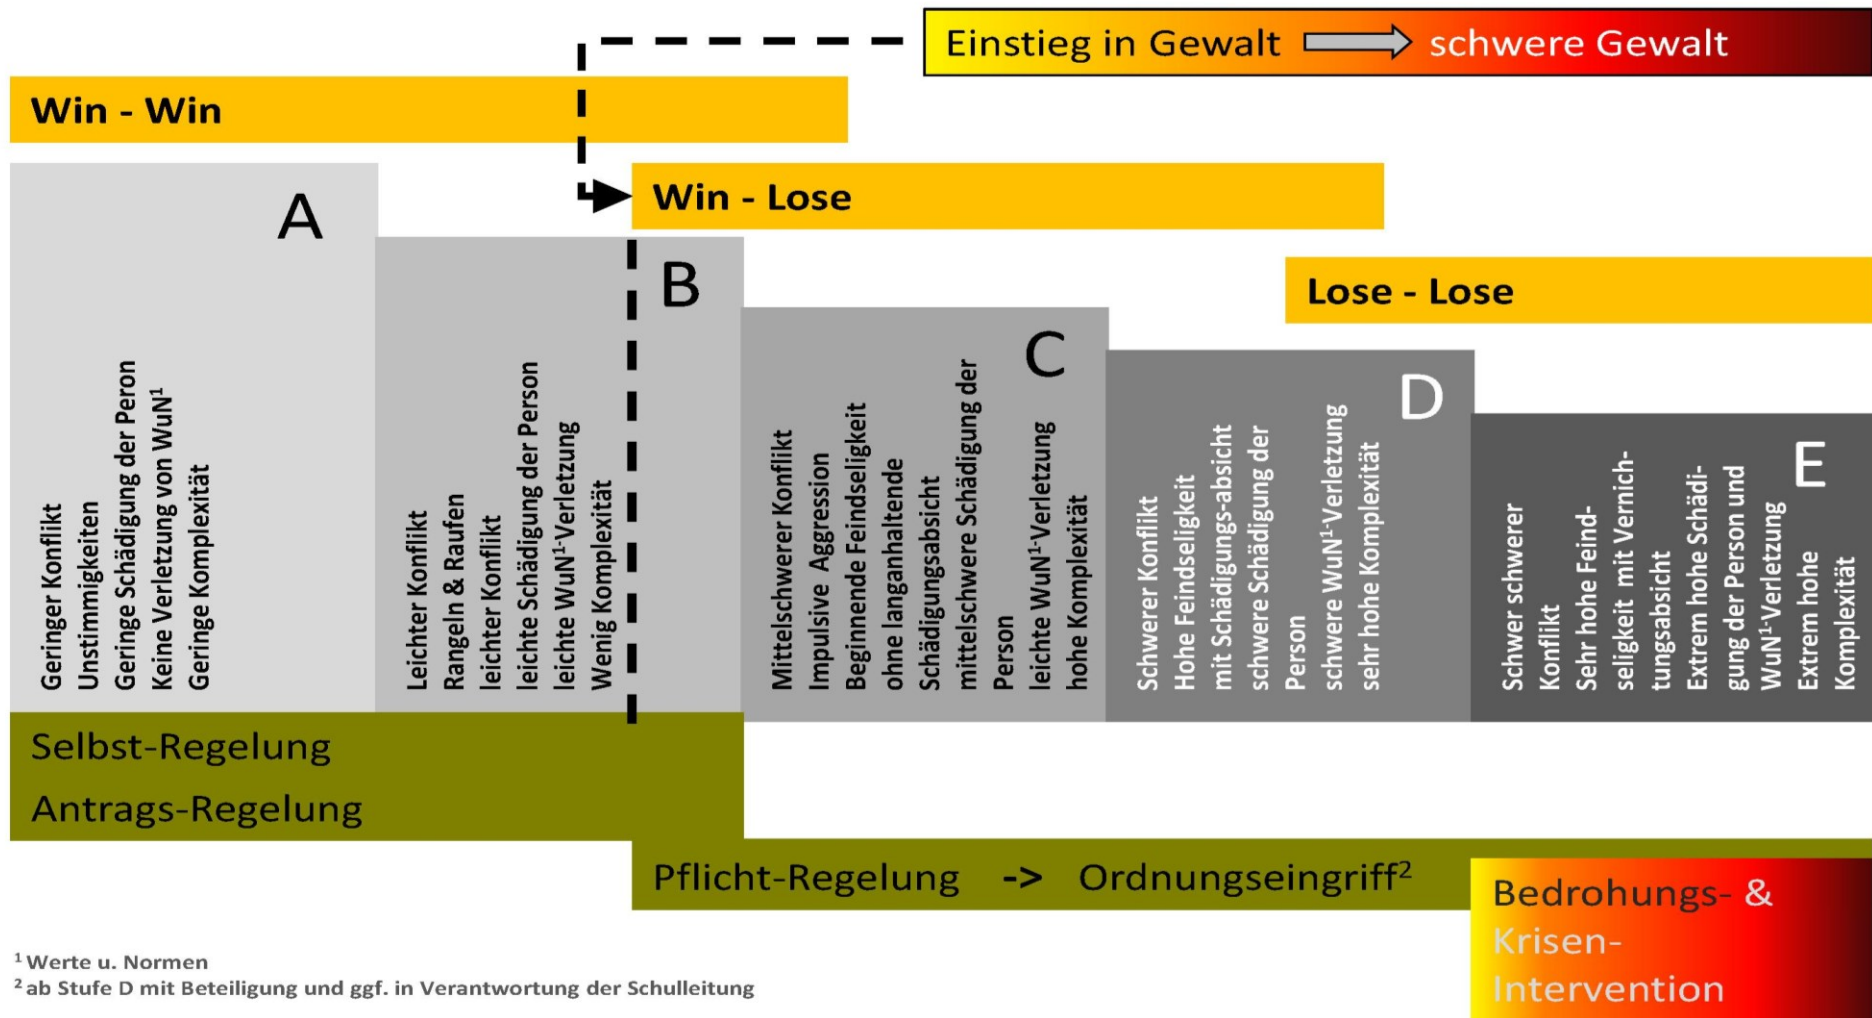 Einstieg in Gewalt schwere Gewalt
Win - Win
Win - Lose
Lose - Lose
A
Geringer Konflikt
Unstimmigkeiten
Geringe Schädigung der Peron
Keine Verletzung von WuN¹
Geringe Komplexität
B
Leichter Konflikt
Rangeln & Raufen
leichter Konflikt
leichte Schädigung der Person
leichte WuN¹-Verletzung
Wenig Komplexität
C
Mittelschwerer Konflikt
Impulsive Aggression
Beginnende Feindseligkeit
ohne langanhaltende
Schädigungsabsicht
mittelschwere Schädigung der
Person
leichte WuN¹-Verletzung
hohe Komplexität
D
Schwerer Konflikt
Hohe Feindseligkeit
mit Schädigungs-absicht
schwere Schädigung der
Person
schwere WuN¹-Verletzung
sehr hohe Komplexität
E
Schwer schwerer
Konflikt
Sehr hohe Feind-
seligkeit mit Vernich-
tungsabsicht
Extrem hohe Schädi-
gung der Person und
WuN¹-Verletzung
Extrem hohe
Komplexität
Selbst-Regelung
Antrags-Regelung
Pflicht-Regelung -> Ordnungseingriff²
Bedrohungs- &
Krisen-
Intervention
¹ Werte u. Normen
² ab Stufe D mit Beteiligung und ggf. in Verantwortung der Schulleitung